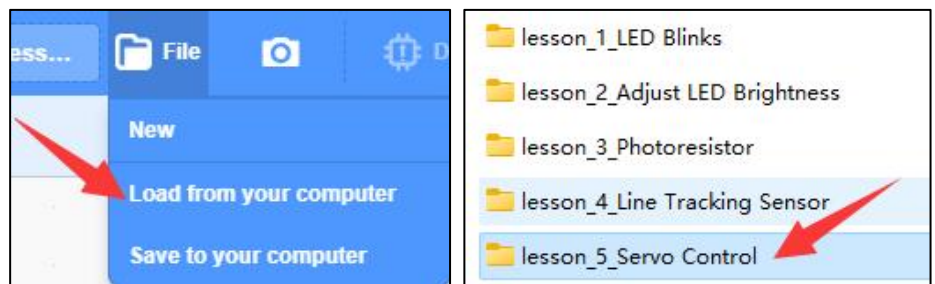 ess...
File
New
Load from your computer
Save to your computer
lesson_1_LED Blinks
lesson_2_Adjust LED Brightness
lesson_3_Photoresistor
lesson_4_Line Tracking Sensor
lesson_5_Servo Control